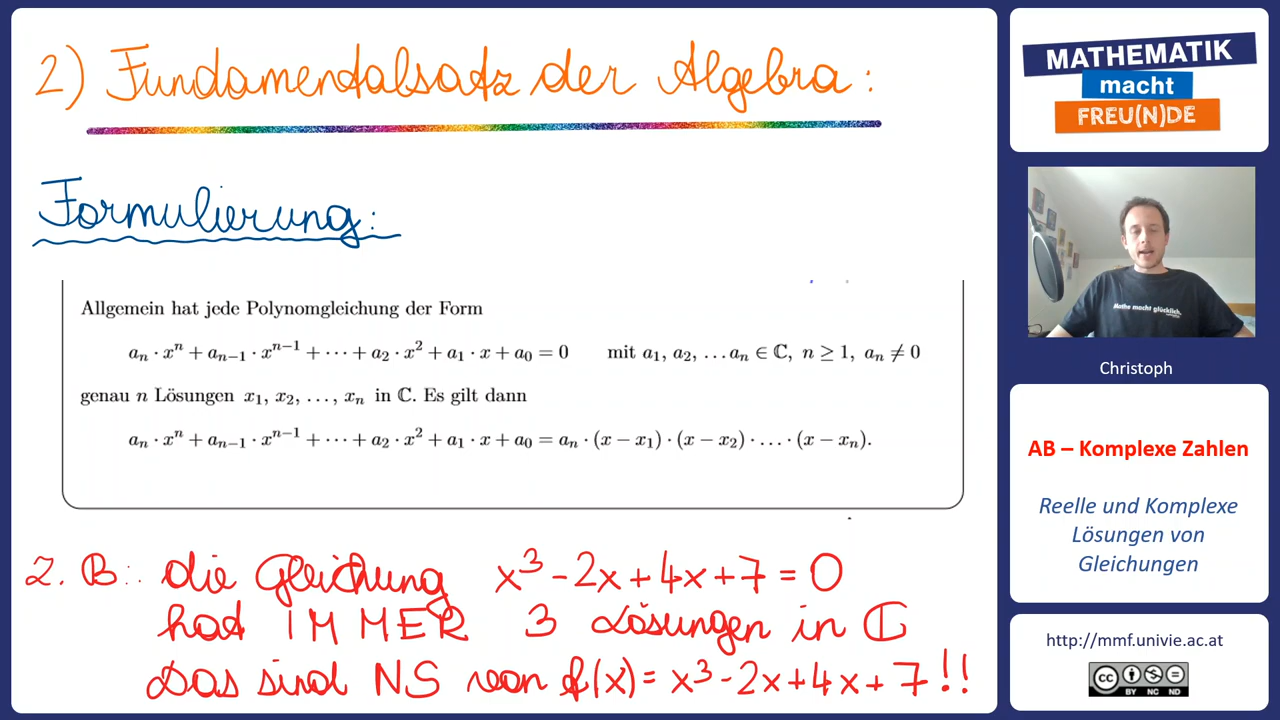 2) Fundamentalsatz der Algebra:
Formulierung:
Allgemein hat jede Polynomgleichung der Form
aₙ · xⁿ + aₙ₋₁ · xⁿ⁻¹ + ··· + a₂ · x² + a₁ · x + a₀ = 0 mit a₁, a₂, ... aₙ ∈ ℂ, n ≥ 1, aₙ ≠ 0
genau n Lösungen x₁, x₂, ..., xₙ in ℂ. Es gilt dann
aₙ · xⁿ + aₙ₋₁ · xⁿ⁻¹ + ··· + a₂ · x² + a₁ · x + a₀ = aₙ · (x − x₁) · (x − x₂) · ... · (x − xₙ).
z. B.: die Gleichung x³ - 2x + 4x + 7 = 0
hat IMMER 3 Lösungen in ℂ
Das sind NS von f(x) = x³ - 2x + 4x + 7!!
MATHEMATIK
macht
FREU(N)DE
Mathe macht glücklich.
Christoph
AB – Komplexe Zahlen
Reelle und Komplexe
Lösungen von
Gleichungen
http://mmf.univie.ac.at
cc
BY NC ND